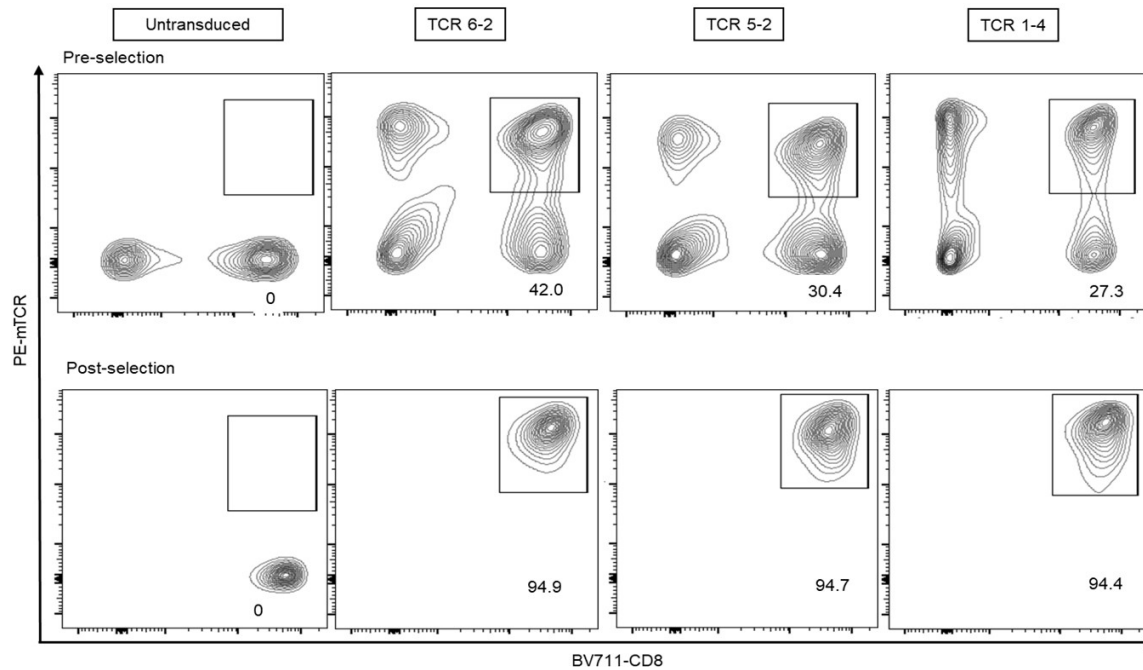 Untransduced
TCR 6-2
TCR 5-2
TCR 1-4
Pre-selection
0
42.0
30.4
27.3
PE-mTCR
Post-selection
0
94.9
94.7
94.4
BV711-CD8